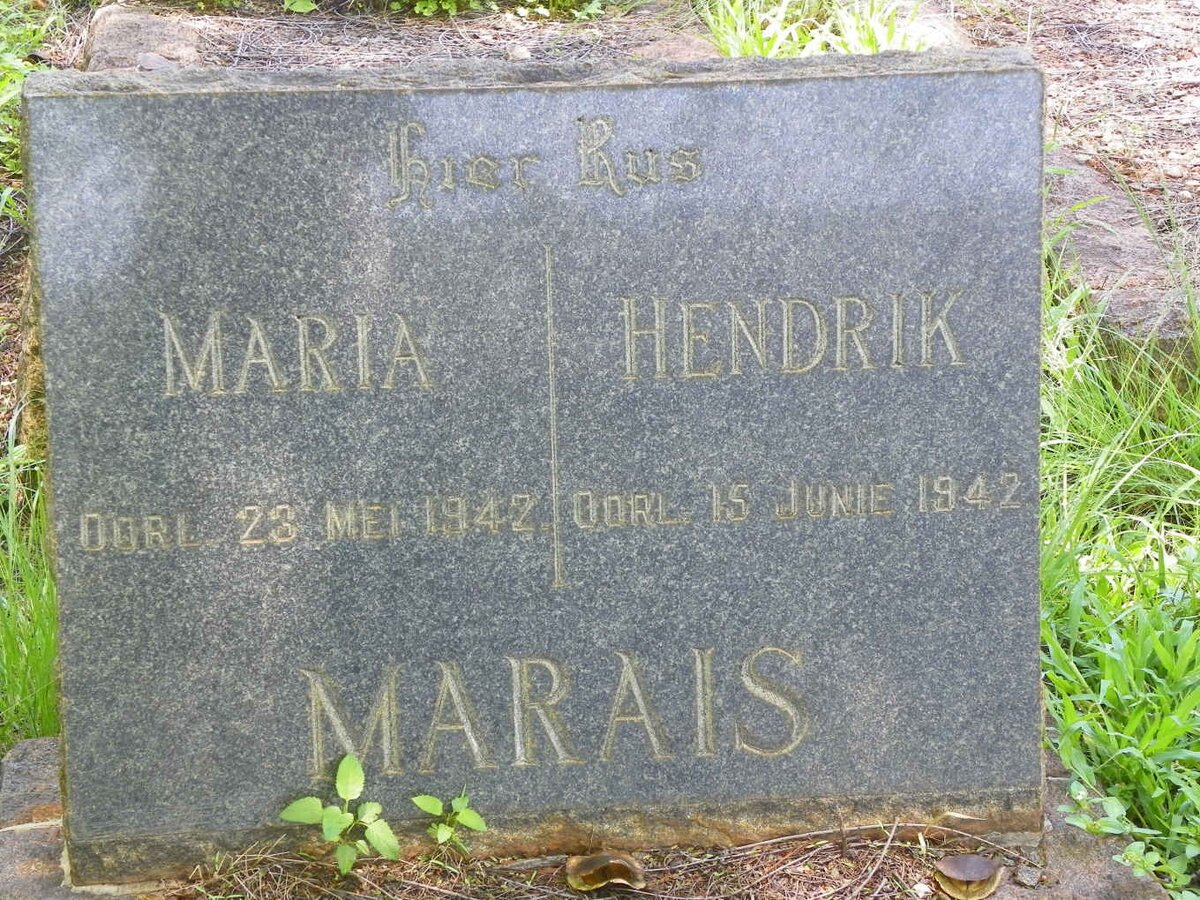 Hier Rus
MARIA
OORL. 23 MEI 1942.
HENDRIK
OORL. 15 JUNIE 1942
MARAIS